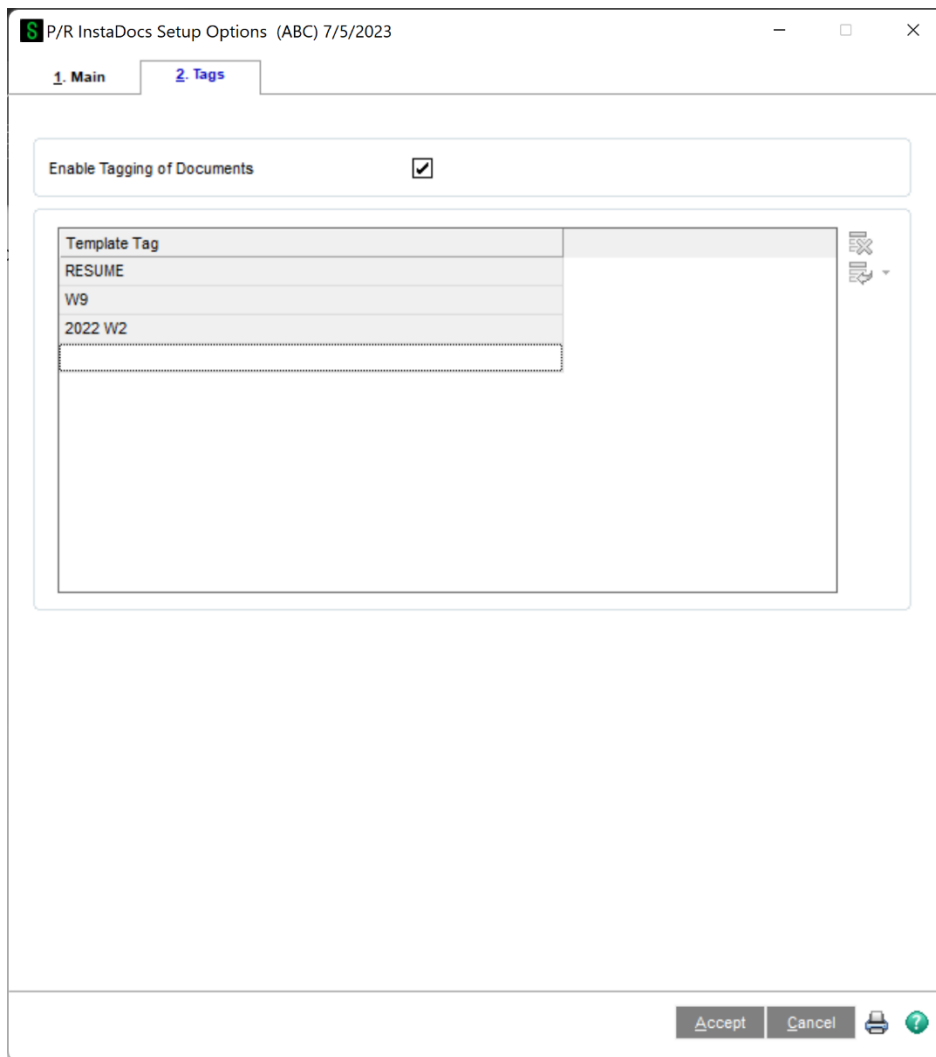 S P/R InstaDocs Setup Options (ABC) 7/5/2023
1. Main 2. Tags
Enable Tagging of Documents
Template Tag
RESUME
W9
2022 W2
Accept Cancel ?